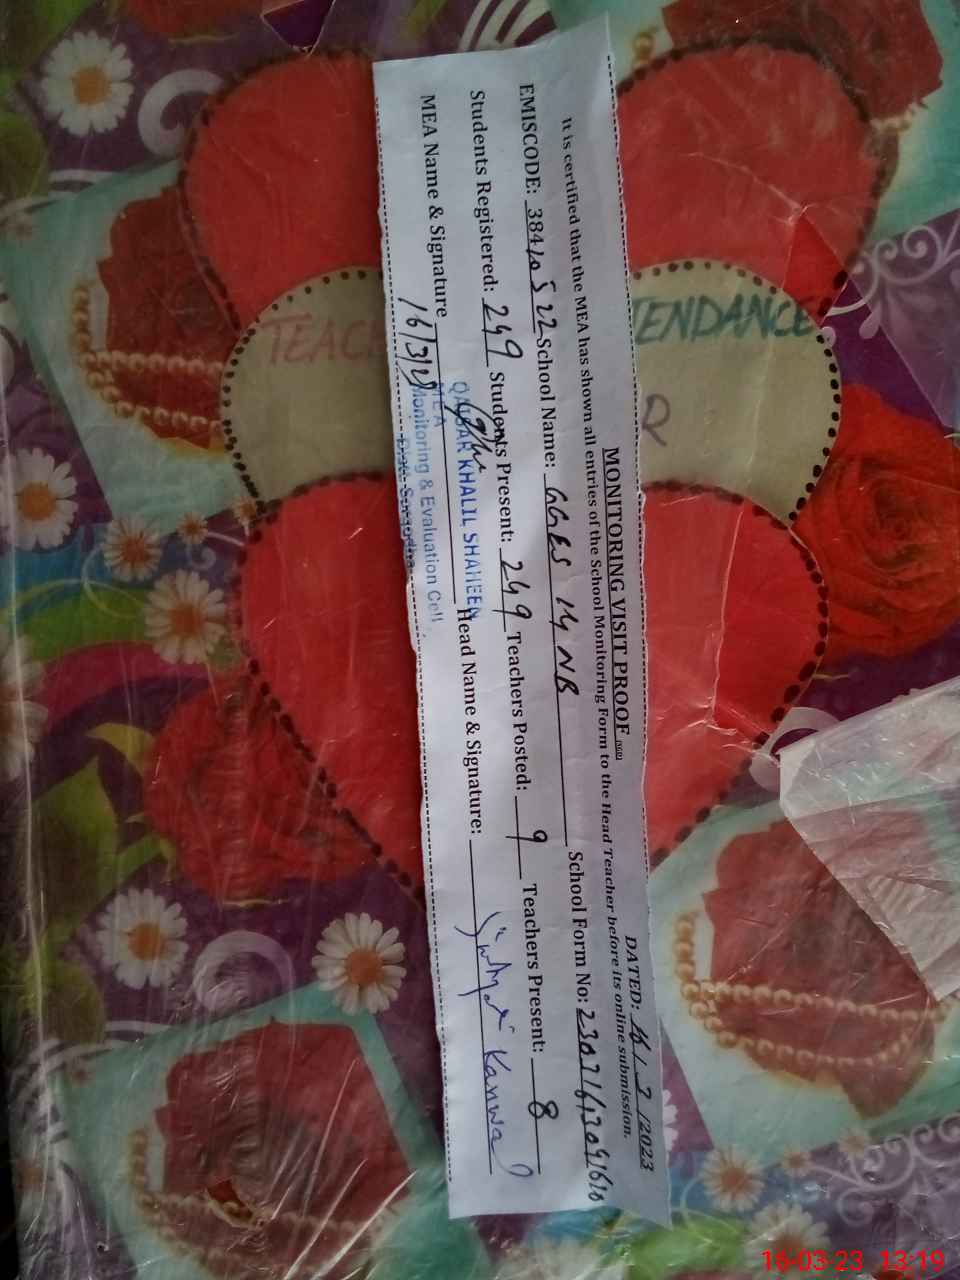 MONITORING VISIT PROOF
DATED: 16/3/2023
It is certified that the MEA has shown all entries of the School Monitoring Form to the Head Teacher before its online submission.
EMISCODE: 38410522 School Name: GGES 14 NB School Form No:
Students Registered: 249 Students Present: 249 Teachers Posted: 9 Teachers Present: 8
MEA Name & Signature Head Name & Signature: Kanwal
16/3/23
KHALIL SHAHEEN
MEA
Monitoring & Evaluation Cell
TEAC
TENDANCE
R
16-03-23 13:19